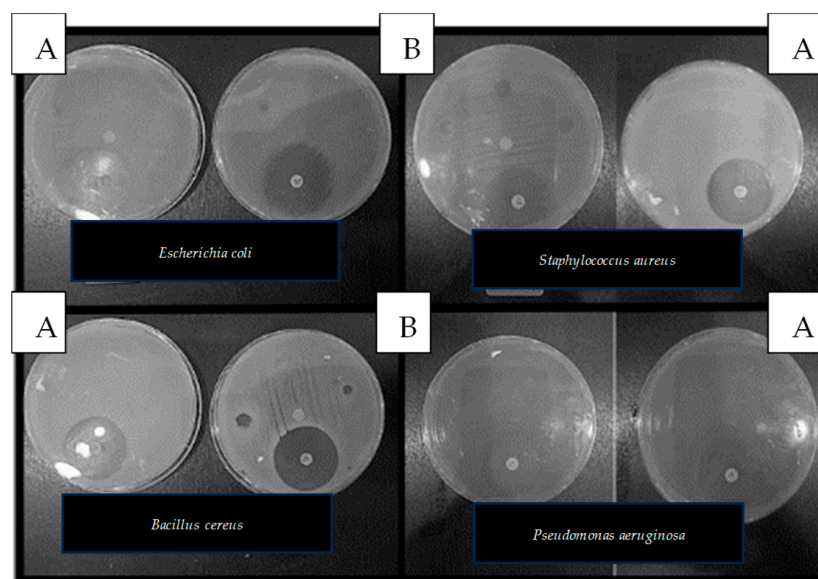 A
B
A
Escherichia coli
Staphylococcus aureus
A
B
A
Bacillus cereus
Pseudomonas aeruginosa